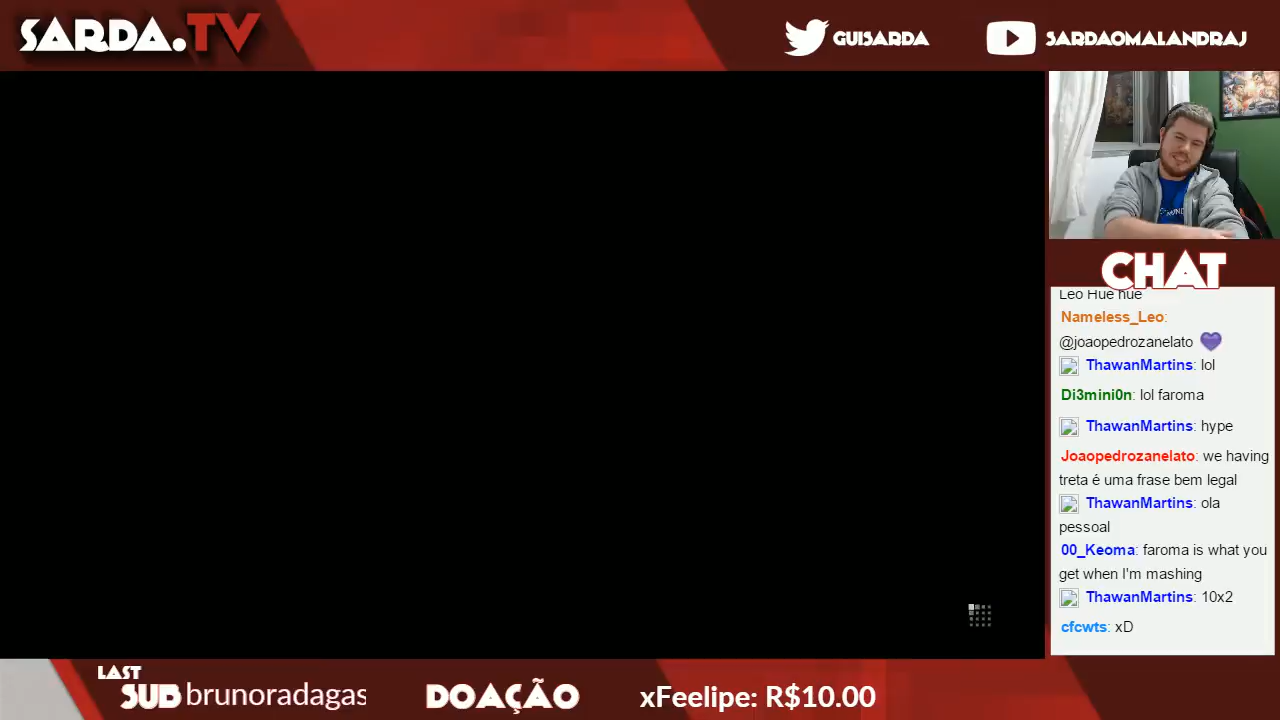 SARDA.TV
GUISARDA
SARDAOMALANDRAJ
CHAT
Leo Hue hue
Nameless_Leo:
@joaopedrozanelato
ThawanMartins: lol
Di3mini0n: lol faroma
ThawanMartins: hype
Joaopedrozanelato: we having
treta é uma frase bem legal
ThawanMartins: ola
pessoal
00_Keoma: faroma is what you
get when I'm mashing
ThawanMartins: 10x2
cfcwts: xD
LAST
SUB brunoradagas
DOAÇÃO
xFeelipe: R$10.00